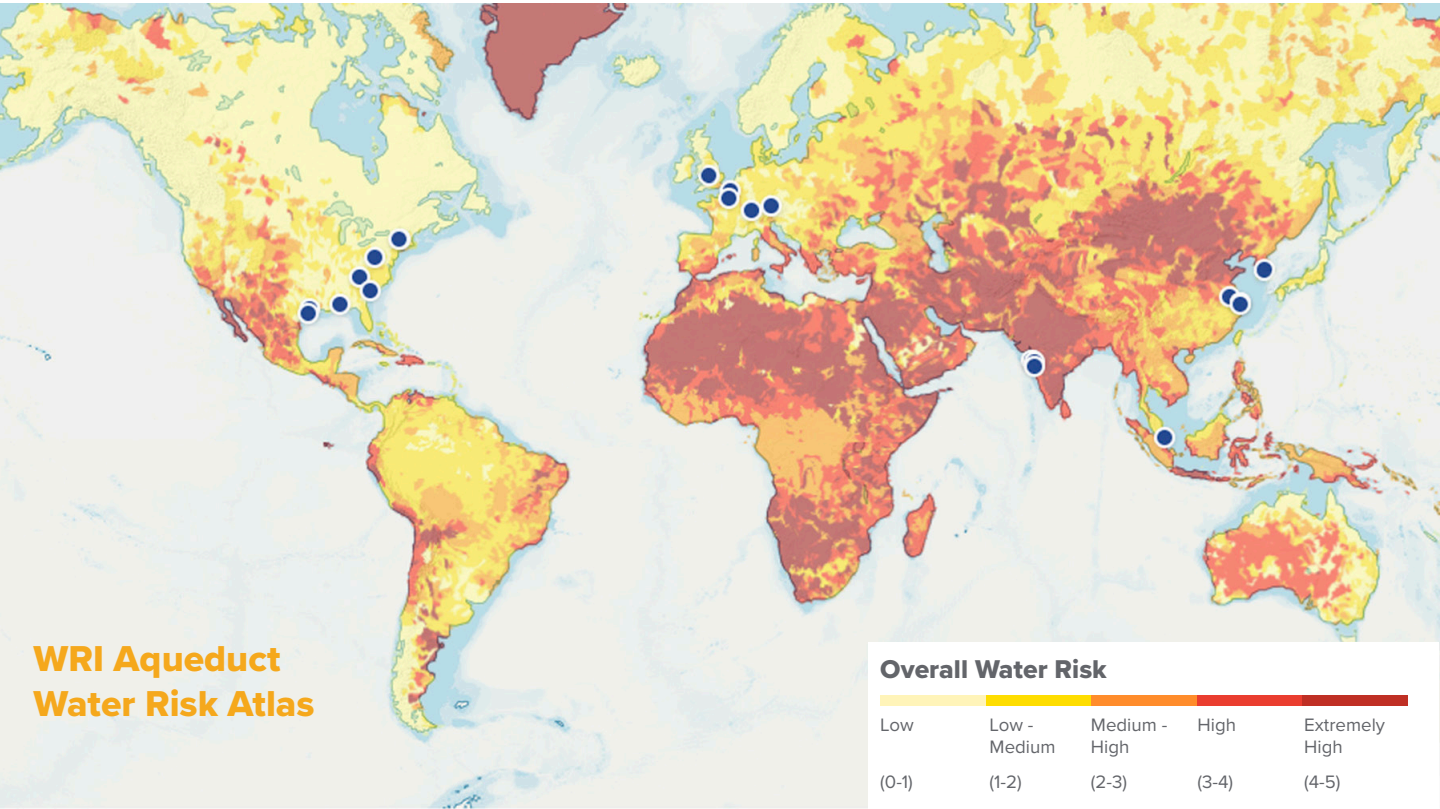 WRI Aqueduct
Water Risk Atlas
Overall Water Risk
Low
Low -
Medium
Medium -
High
High
Extremely
High
(0-1)
(1-2)
(2-3)
(3-4)
(4-5)